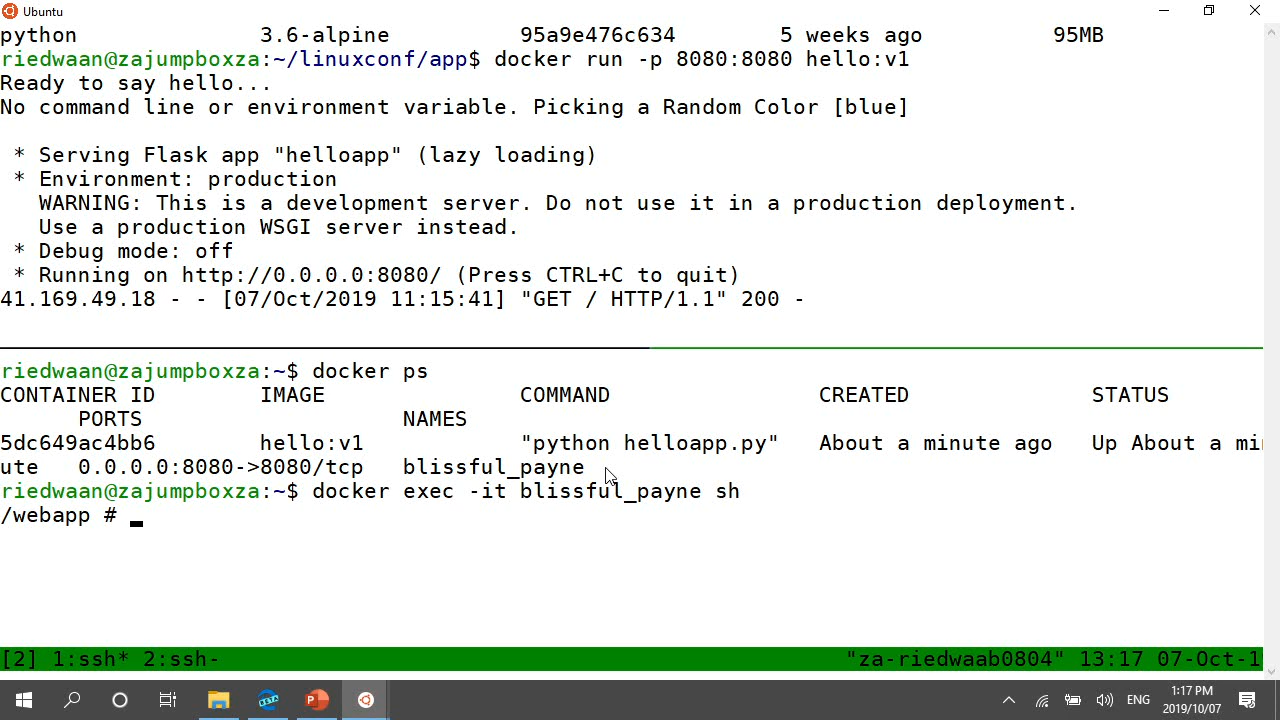 Ubuntu
python 3.6-alpine 95a9e476c634 5 weeks ago 95MB
riedwaan@zajumpboxza:~/linuxconf/app$ docker run -p 8080:8080 hello:v1
Ready to say hello...
No command line or environment variable. Picking a Random Color [blue]
* Serving Flask app "helloapp" (lazy loading)
* Environment: production
WARNING: This is a development server. Do not use it in a production deployment.
Use a production WSGI server instead.
* Debug mode: off
* Running on http://0.0.0.0:8080/ (Press CTRL+C to quit)
41.169.49.18 - - [07/Oct/2019 11:15:41] "GET / HTTP/1.1" 200 -
riedwaan@zajumpboxza:~$ docker ps
CONTAINER ID IMAGE COMMAND CREATED STATUS
PORTS NAMES
5dc649ac4bb6 hello:v1 "python helloapp.py" About a minute ago Up About a min
ute 0.0.0.0:8080->8080/tcp blissful_payne
riedwaan@zajumpboxza:~$ docker exec -it blissful_payne sh
/webapp #
[2] 1:ssh* 2:ssh- "za-riedwaab0804" 13:17 07-Oct-1
BETA
ENG
1:17 PM
2019/10/07